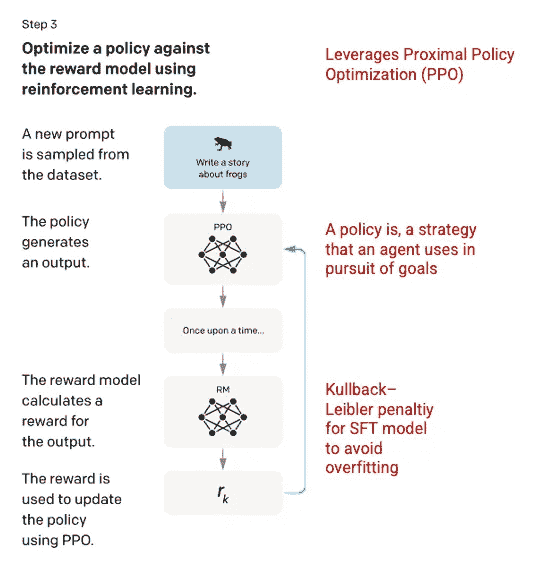 Step 3
Optimize a policy against
the reward model using
reinforcement learning.
Leverages Proximal Policy
Optimization (PPO)
A new prompt
is sampled from
the dataset.
Write a story
about frogs
The policy
generates
an output.
PPO
A policy is, a strategy
that an agent uses in
pursuit of goals
Once upon a time...
The reward model
calculates a
reward for
the output.
RM
Kullback–
Leibler penaltiy
for SFT model
to avoid
overfitting
The reward is
used to update
the policy
using PPO.
rk